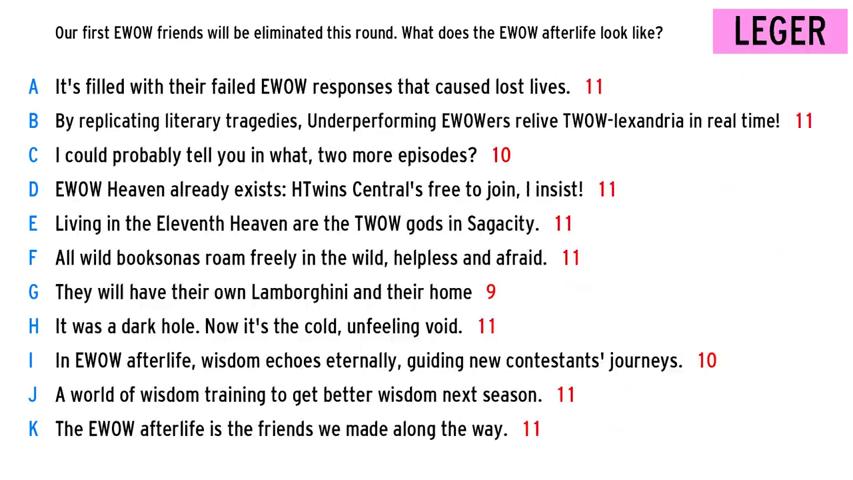 Our first EWOW friends will be eliminated this round. What does the EWOW afterlife look like?
LEGER
A It's filled with their failed EWOW responses that caused lost lives. 11
B By replicating literary tragedies, Underperforming EWOWers relive TWOW-lexandria in real time! 11
C I could probably tell you in what, two more episodes? 10
D EWOW Heaven already exists: HTwins Central's free to join, I insist! 11
E Living in the Eleventh Heaven are the TWOW gods in Sagacity. 11
F All wild booksonas roam freely in the wild, helpless and afraid. 11
G They will have their own Lamborghini and their home 9
H It was a dark hole. Now it's the cold, unfeeling void. 11
I In EWOW afterlife, wisdom echoes eternally, guiding new contestants' journeys. 10
J A world of wisdom training to get better wisdom next season. 11
K The EWOW afterlife is the friends we made along the way. 11